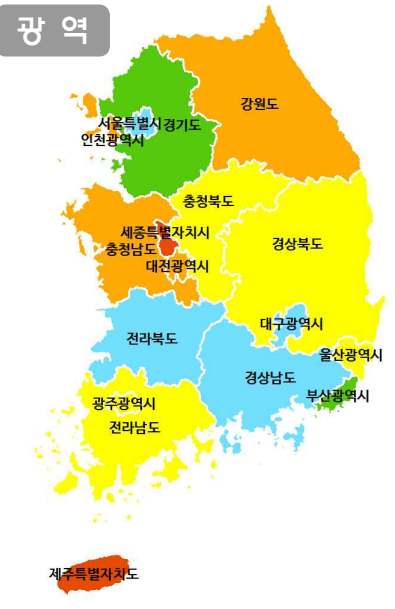 광 역
강원도
서울특별시
경기도
인천광역시
충청북도
세종특별자치시
충청남도
경상북도
대전광역시
대구광역시
전라북도
울산광역시
경상남도
부산광역시
광주광역시
전라남도
제주특별자치도